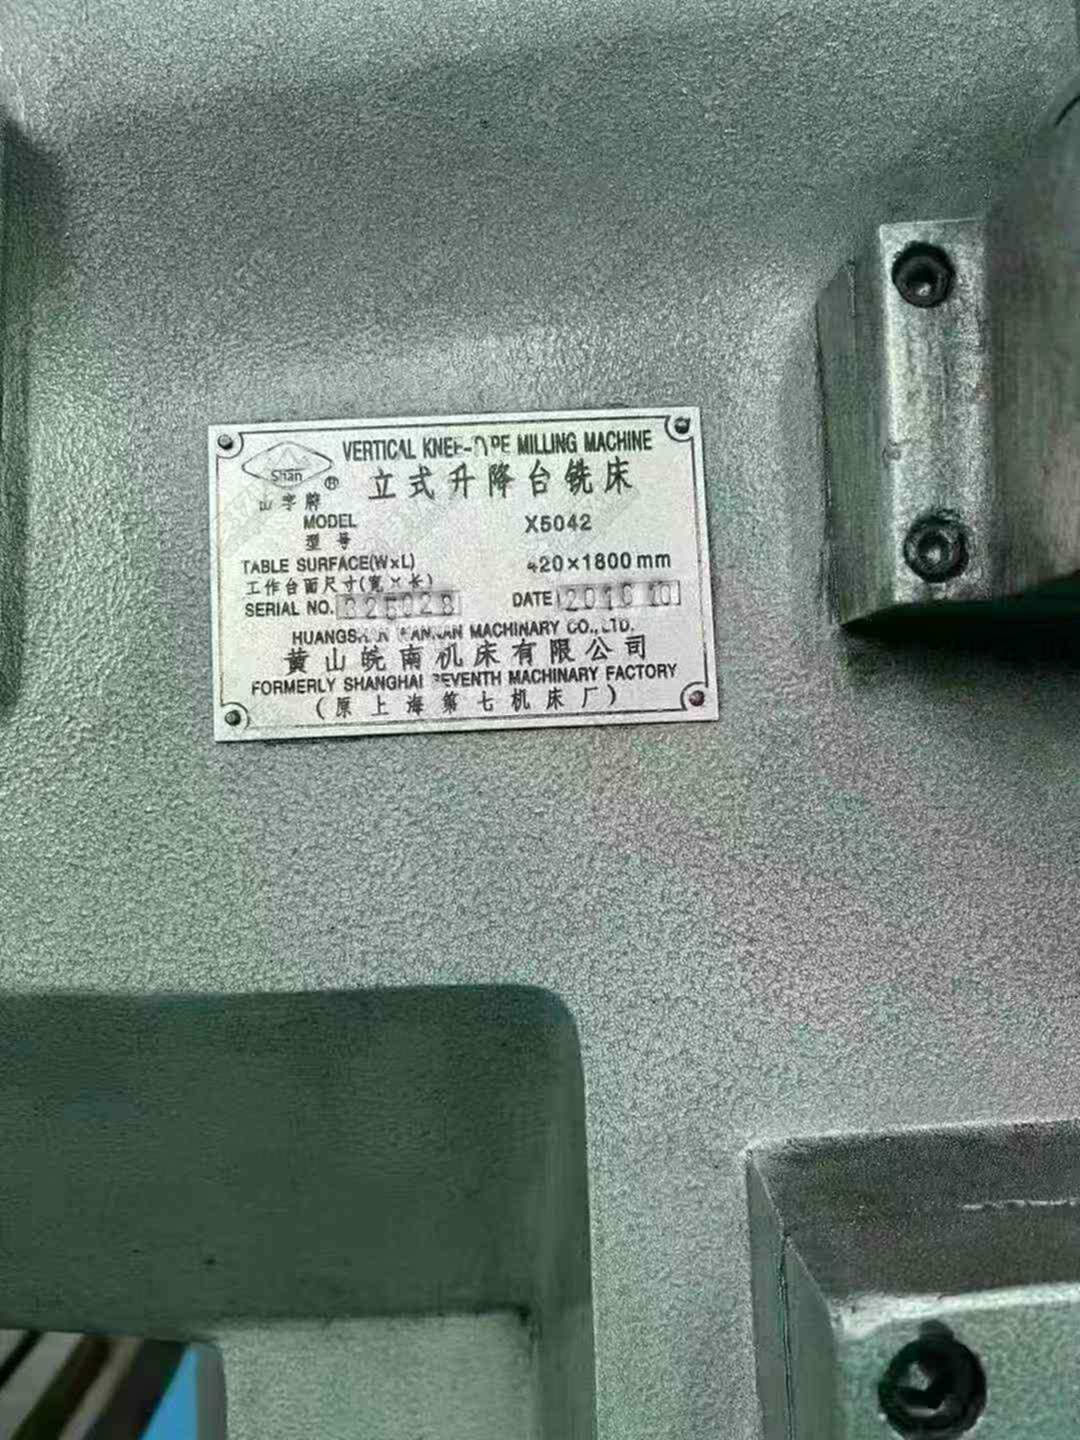 VERTICAL KNEE-TYPE MILLING MACHINE
Shan ®
立式升降台铣床
山字牌
MODEL X5042
型号
TABLE SURFACE(W×L) 420×1800mm
工作台面尺寸(宽×长)
SERIAL NO. DATE
HUANGSHAN WANNAN MACHINARY CO.,LTD.
黄山皖南机床有限公司
FORMERLY SHANGHAI SEVENTH MACHINARY FACTORY
(原上海第七机床厂)